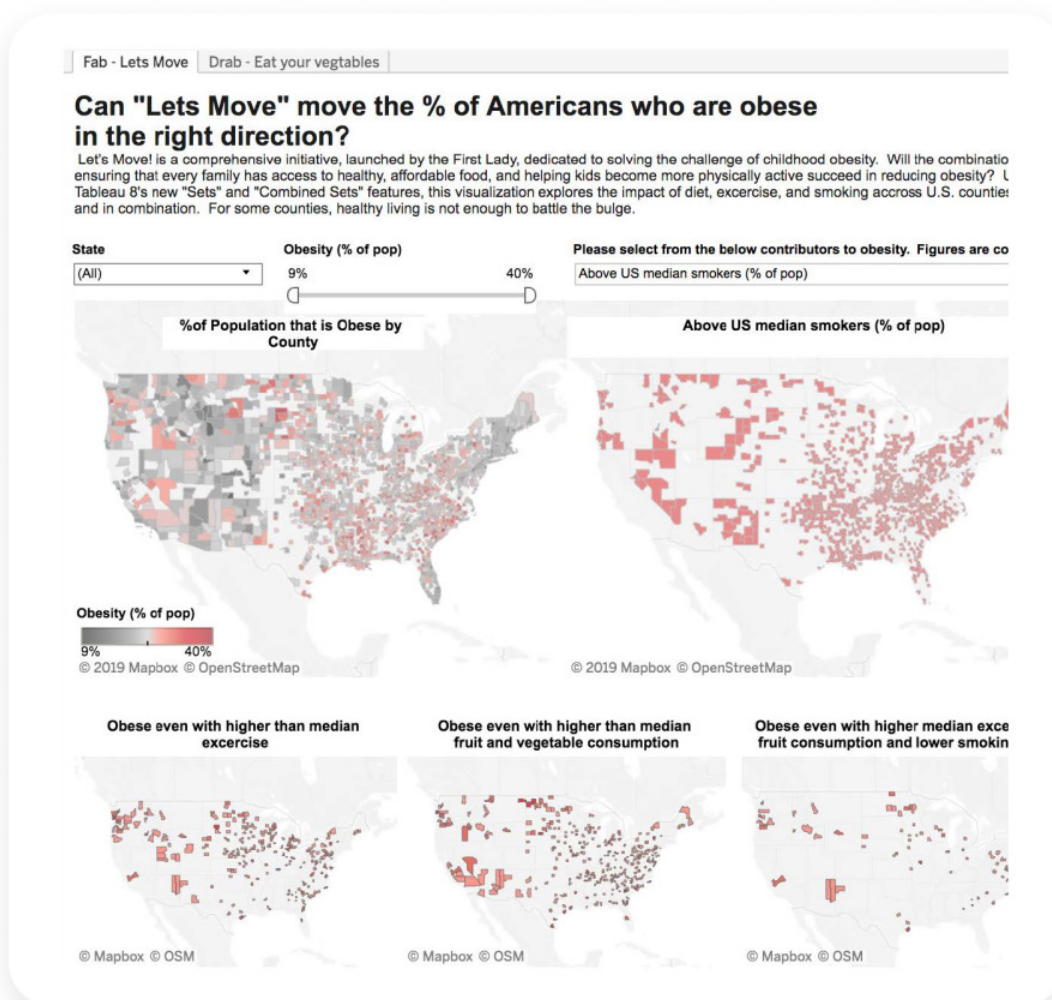 Fab - Lets Move
Drab - Eat your vegtables
Can "Lets Move" move the % of Americans who are obese
in the right direction?
Let's Move! is a comprehensive initiative, launched by the First Lady, dedicated to solving the challenge of childhood obesity. Will the combinatio
ensuring that every family has access to healthy, affordable food, and helping kids become more physically active succeed in reducing obesity? U
Tableau 8's new "Sets" and "Combined Sets" features, this visualization explores the impact of diet, excercise, and smoking accross U.S. counties
and in combination. For some counties, healthy living is not enough to battle the bulge.
State
Obesity (% of pop)
Please select from the below contributors to obesity. Figures are co
(All)
9%
40%
Above US median smokers (% of pop)
%of Population that is Obese by
County
Above US median smokers (% of pop)
Obesity (% of pop)
9%
40%
© 2019 Mapbox © OpenStreetMap
© 2019 Mapbox © OpenStreetMap
Obese even with higher than median
excercise
Obese even with higher than median
fruit and vegetable consumption
Obese even with higher median exce
fruit consumption and lower smokin
© Mapbox © OSM
© Mapbox © OSM
© Mapbox © OSM